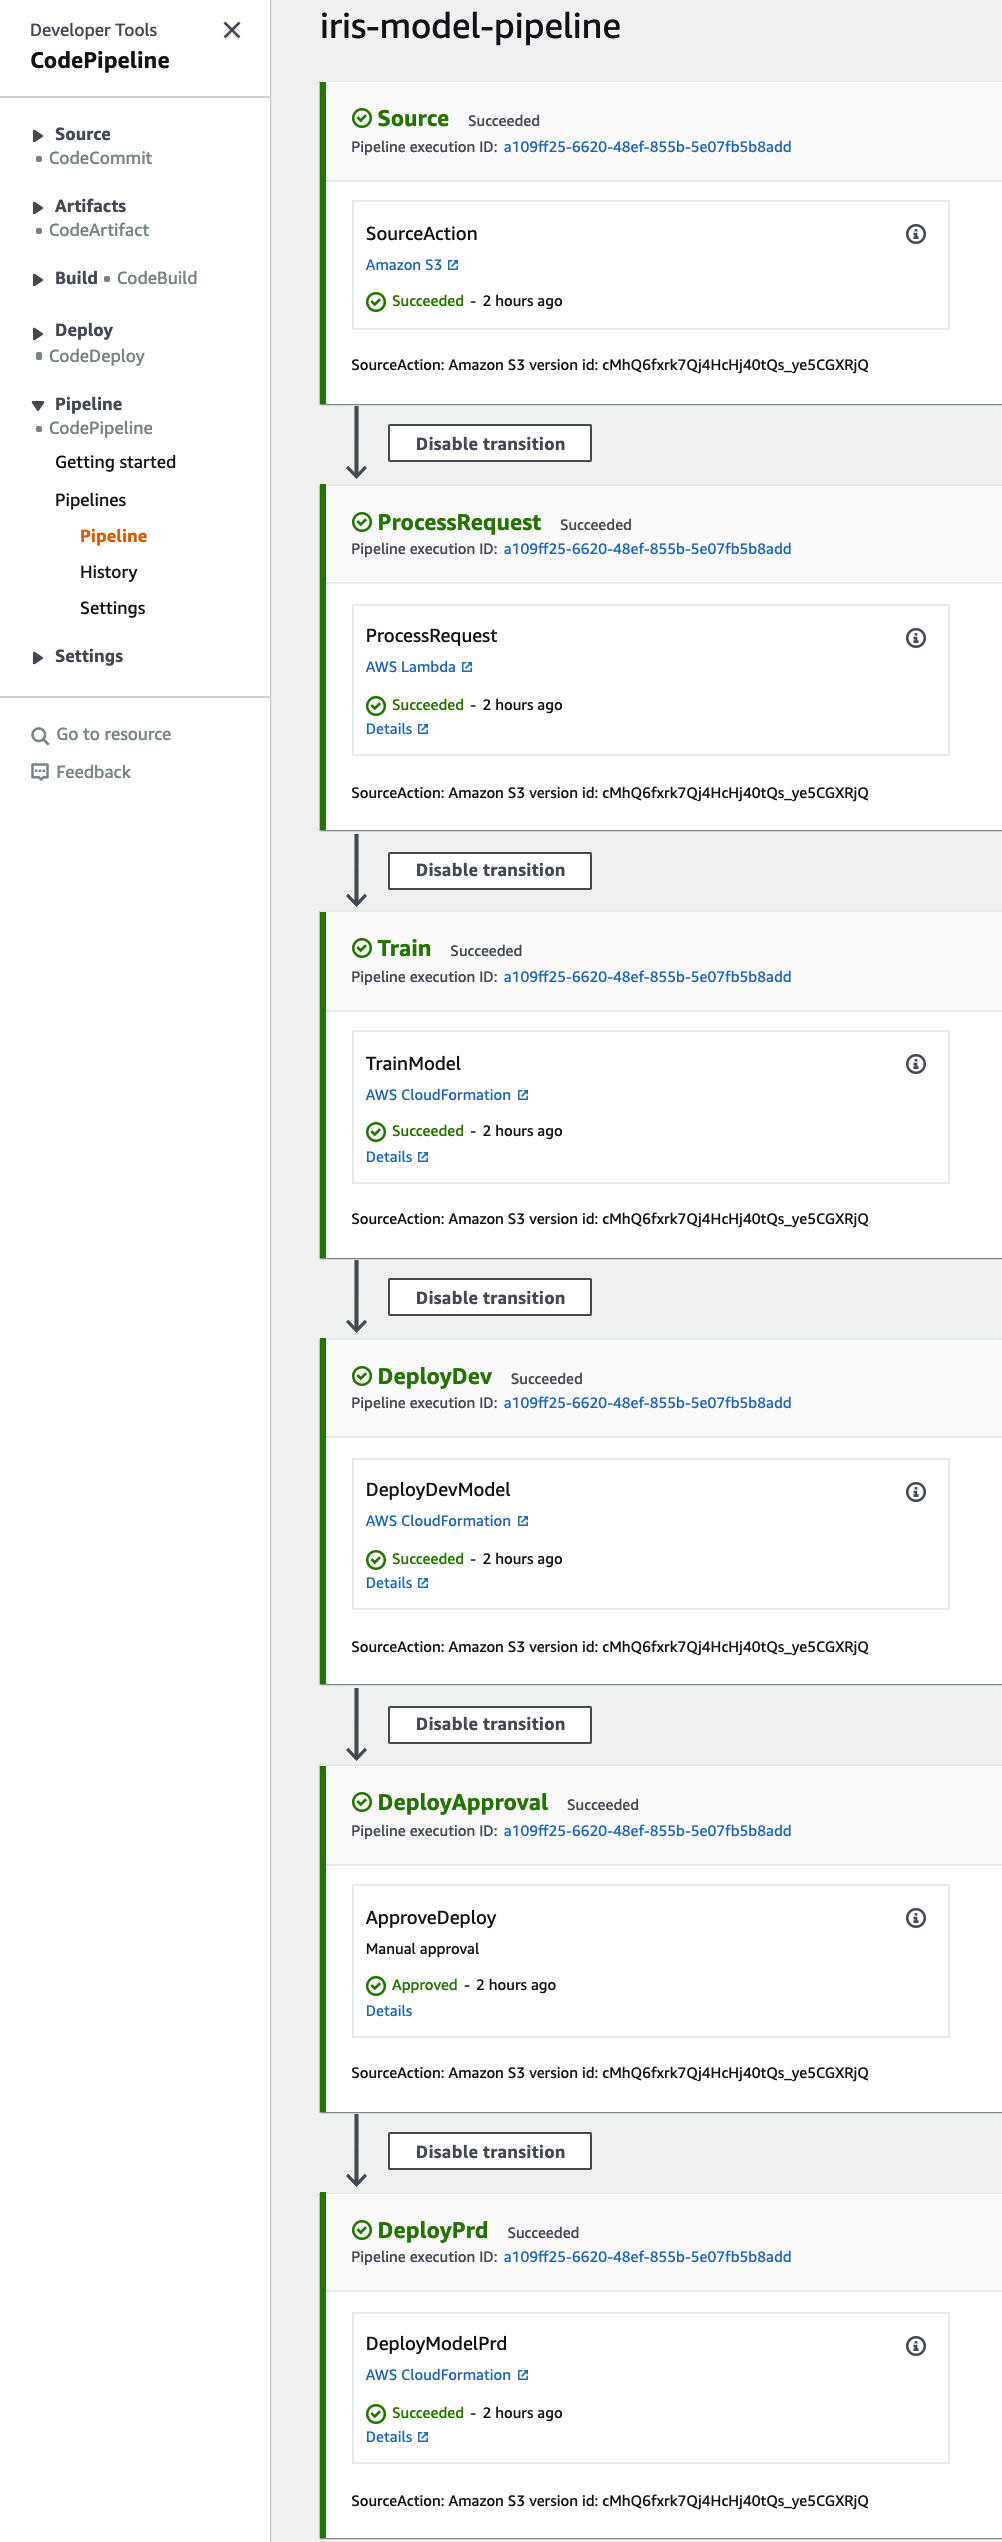 Developer Tools
CodePipeline
Source
CodeCommit
Artifacts
CodeArtifact
Build • CodeBuild
Deploy
CodeDeploy
Pipeline
CodePipeline
Getting started
Pipelines
Pipeline
History
Settings
Settings
Go to resource
Feedback
iris-model-pipeline
Source Succeeded
Pipeline execution ID: a109ff25-6620-48ef-855b-5e07fb5b8add
SourceAction
Amazon S3
Succeeded - 2 hours ago
SourceAction: Amazon S3 version id: cMhQ6fxrk7Qj4HcHj40tQs_ye5CGXRjQ
Disable transition
ProcessRequest Succeeded
Pipeline execution ID: a109ff25-6620-48ef-855b-5e07fb5b8add
ProcessRequest
AWS Lambda
Succeeded - 2 hours ago
Details
SourceAction: Amazon S3 version id: cMhQ6fxrk7Qj4HcHj40tQs_ye5CGXRjQ
Disable transition
Train Succeeded
Pipeline execution ID: a109ff25-6620-48ef-855b-5e07fb5b8add
TrainModel
AWS CloudFormation
Succeeded - 2 hours ago
Details
SourceAction: Amazon S3 version id: cMhQ6fxrk7Qj4HcHj40tQs_ye5CGXRjQ
Disable transition
DeployDev Succeeded
Pipeline execution ID: a109ff25-6620-48ef-855b-5e07fb5b8add
DeployDevModel
AWS CloudFormation
Succeeded - 2 hours ago
Details
SourceAction: Amazon S3 version id: cMhQ6fxrk7Qj4HcHj40tQs_ye5CGXRjQ
Disable transition
DeployApproval Succeeded
Pipeline execution ID: a109ff25-6620-48ef-855b-5e07fb5b8add
ApproveDeploy
Manual approval
Approved - 2 hours ago
Details
SourceAction: Amazon S3 version id: cMhQ6fxrk7Qj4HcHj40tQs_ye5CGXRjQ
Disable transition
DeployPrd Succeeded
Pipeline execution ID: a109ff25-6620-48ef-855b-5e07fb5b8add
DeployModelPrd
AWS CloudFormation
Succeeded - 2 hours ago
Details
SourceAction: Amazon S3 version id: cMhQ6fxrk7Qj4HcHj40tQs_ye5CGXRjQ